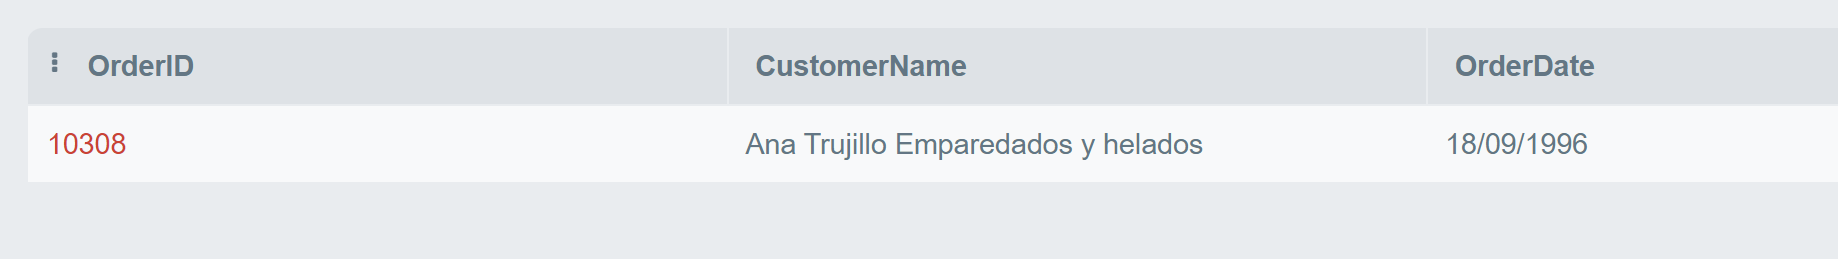 OrderID CustomerName OrderDate
10308 Ana Trujillo Emparedados y helados 18/09/1996